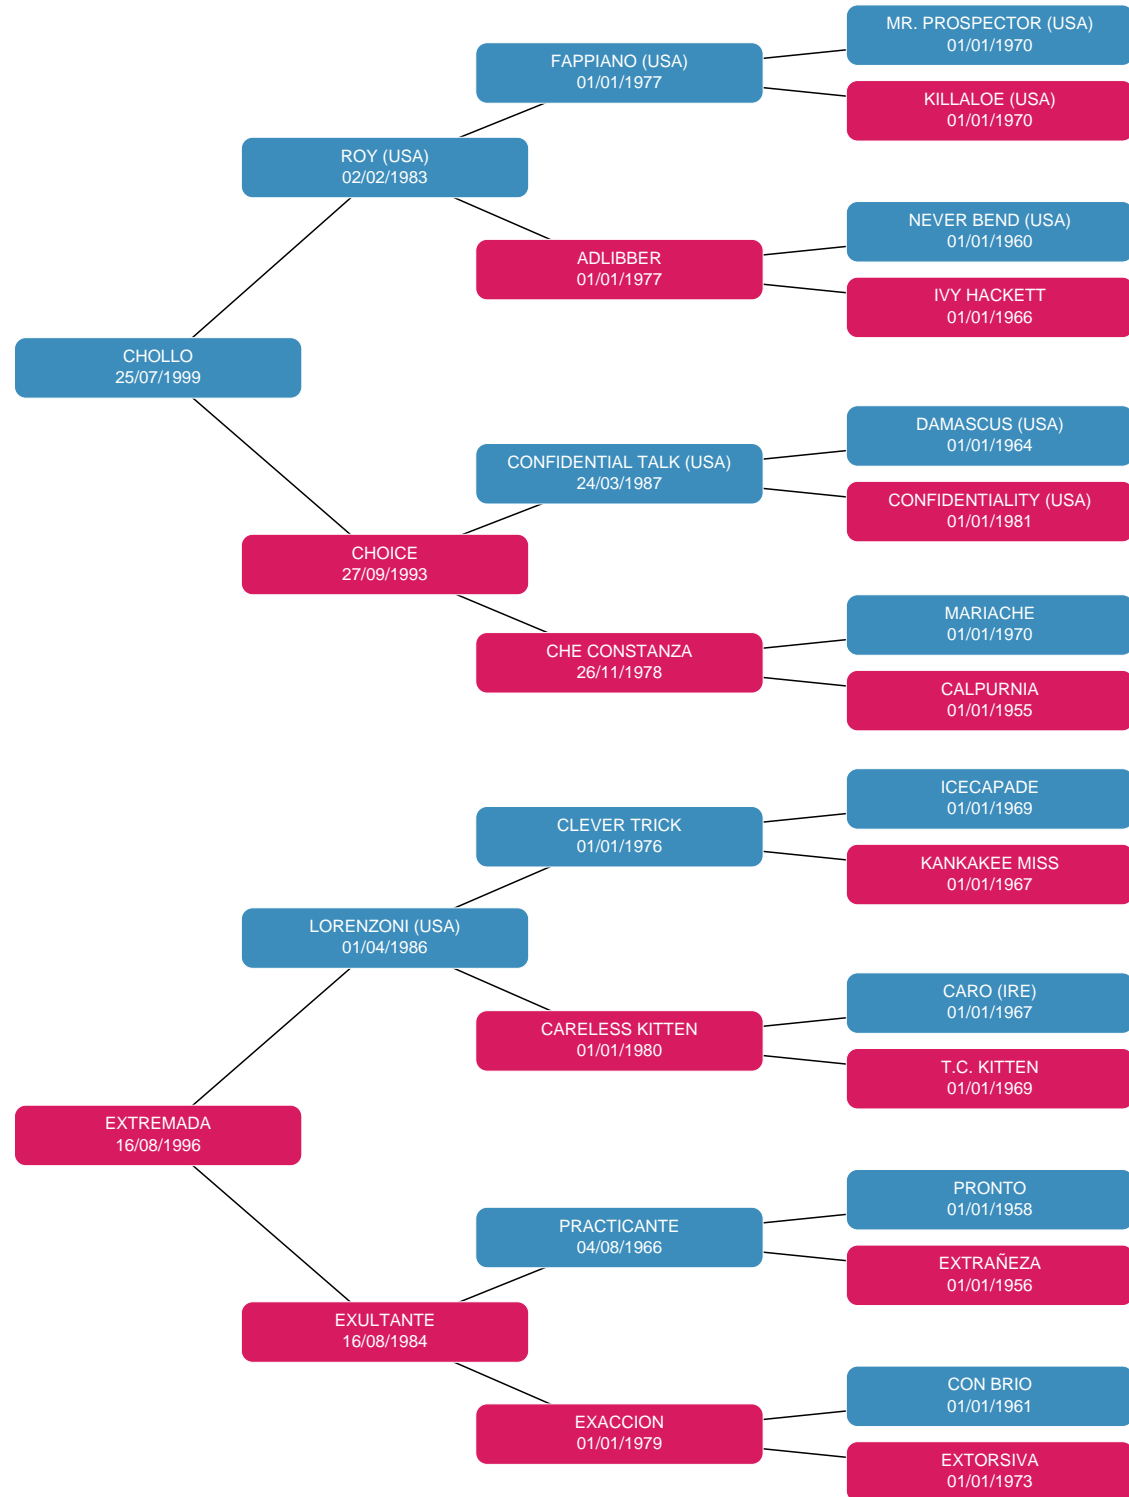 MR. PROSPECTOR (USA)
01/01/1970
FAPPIANO (USA)
01/01/1977
KILLALOE (USA)
01/01/1970
ROY (USA)
02/02/1983
NEVER BEND (USA)
01/01/1960
ADLIBBER
01/01/1977
IVY HACKETT
01/01/1966
CHOLLO
25/07/1999
DAMASCUS (USA)
01/01/1964
CONFIDENTIAL TALK (USA)
24/03/1987
CONFIDENTIALITY (USA)
01/01/1981
CHOICE
27/09/1993
MARIACHE
01/01/1970
CHE CONSTANZA
26/11/1978
CALPURNIA
01/01/1955
ICECAPADE
01/01/1969
CLEVER TRICK
01/01/1976
KANKAKEE MISS
01/01/1967
LORENZONI (USA)
01/04/1986
CARO (IRE)
01/01/1967
CARELESS KITTEN
01/01/1980
T.C. KITTEN
01/01/1969
EXTREMADA
16/08/1996
PRONTO
01/01/1958
PRACTICANTE
04/08/1966
EXTRAÑEZA
01/01/1956
EXULTANTE
16/08/1984
CON BRIO
01/01/1961
EXACCION
01/01/1979
EXTORSIVA
01/01/1973